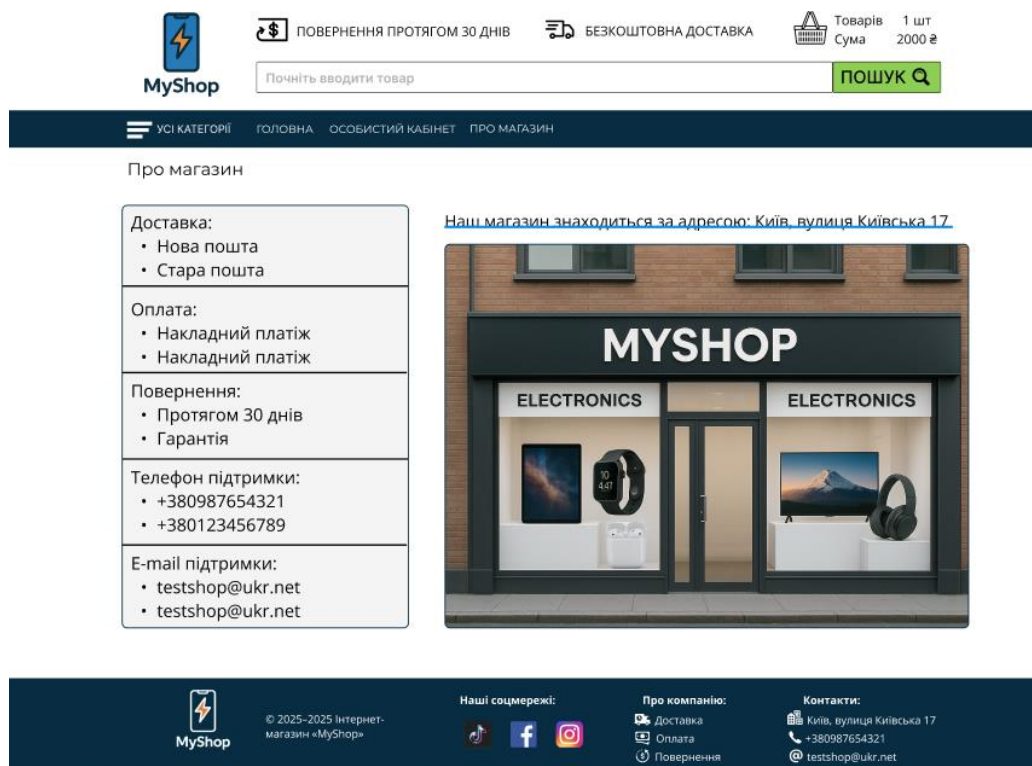 MyShop
ПОВЕРНЕННЯ ПРОТЯГОМ 30 ДНІВ
БЕЗКОШТОВНА ДОСТАВКА
Товарів 1 шт
Сума 2000 ₴
Почніть вводити товар
ПОШУК
УСІ КАТЕГОРІЇ ГОЛОВНА ОСОБИСТИЙ КАБІНЕТ ПРО МАГАЗИН
Про магазин
Доставка:
• Нова пошта
• Стара пошта
Оплата:
• Накладний платіж
• Накладний платіж
Повернення:
• Протягом 30 днів
• Гарантія
Телефон підтримки:
• +380987654321
• +380123456789
E-mail підтримки:
• testshop@ukr.net
• testshop@ukr.net
Наш магазин знаходиться за адресою: Київ, вулиця Київська 17
MYSHOP
ELECTRONICS
ELECTRONICS
10
4,47
MyShop
© 2025–2025 Інтернет-
магазин «MyShop»
Наші соцмережі:
Про компанію:
Доставка
Оплата
Повернення
Контакти:
Київ, вулиця Київська 17
+380987654321
testshop@ukr.net